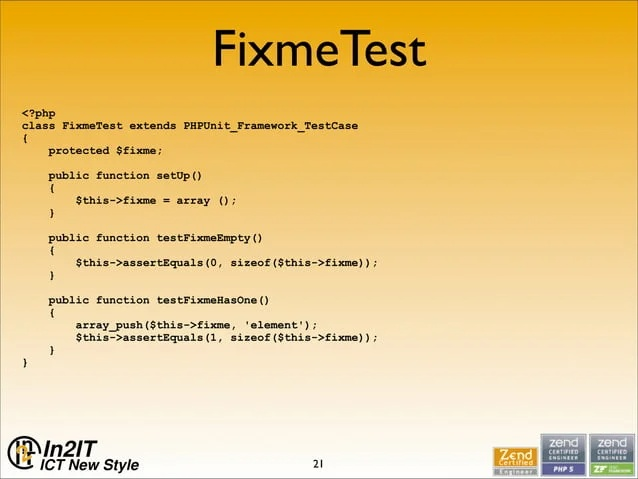 FixmeTest
<?php
class FixmeTest extends PHPUnit_Framework_TestCase
{
    protected $fixme;

    public function setUp()
    {
        $this->fixme = array ();
    }

    public function testFixmeEmpty()
    {
        $this->assertEquals(0, sizeof($this->fixme));
    }

    public function testFixmeHasOne()
    {
        array_push($this->fixme, 'element');
        $this->assertEquals(1, sizeof($this->fixme));
    }
}
In2IT
ICT New Style
21
Zend
Certified
Engineer
zend
CERTIFIED
ENGINEER
PHP 5
zend
CERTIFIED
ENGINEER
ZF